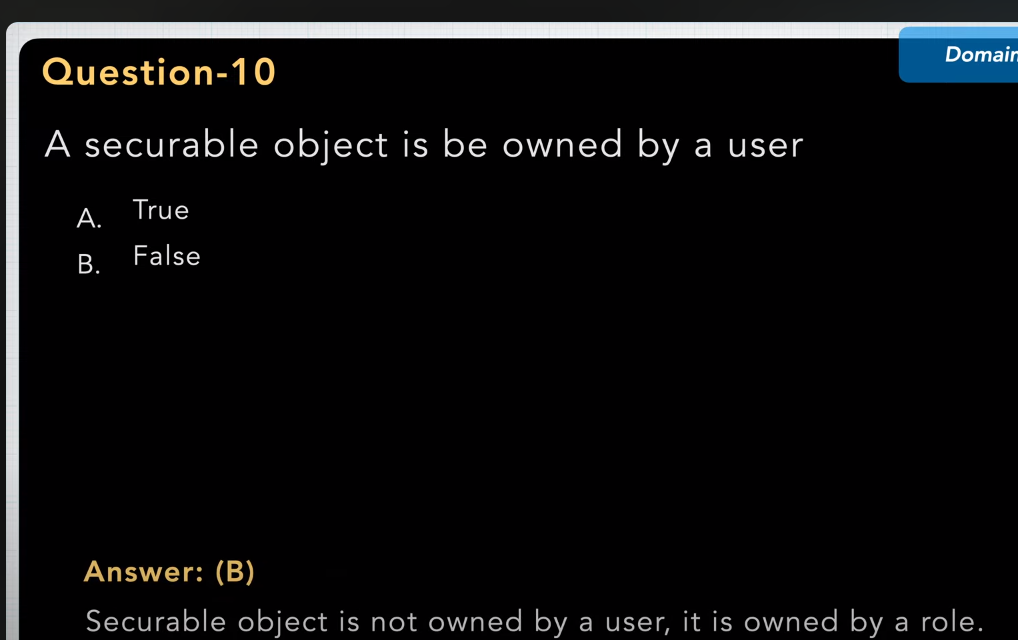 Domain
Question-10
A securable object is be owned by a user
A. True
B. False
Answer: (B)
Securable object is not owned by a user, it is owned by a role.